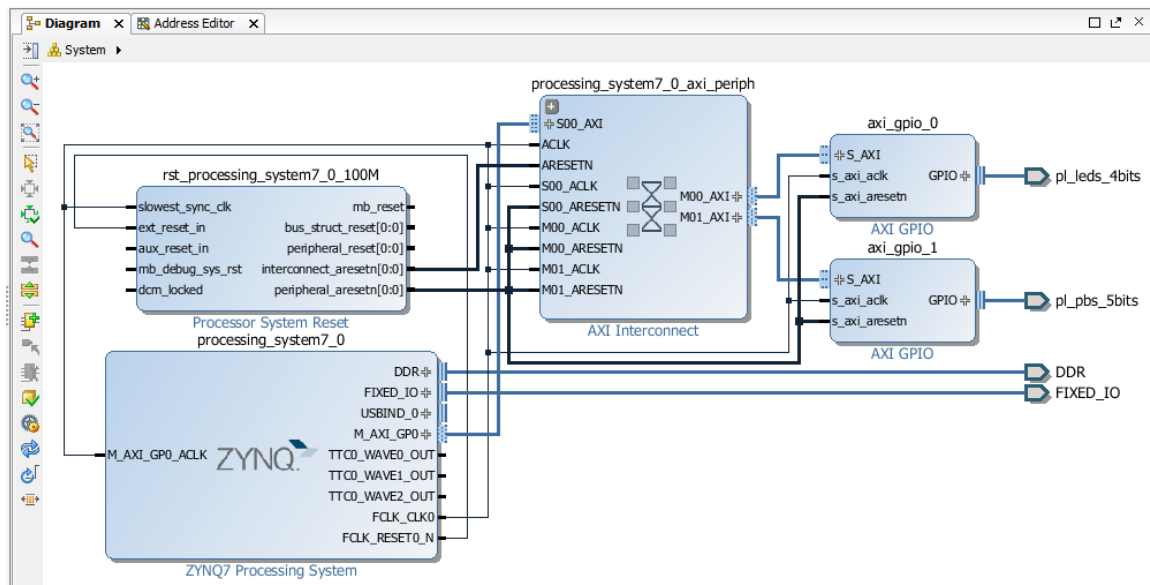 Diagram
Address Editor
System
processing_system7_0_axi_periph
S00_AXI
ACLK
ARESETN
S00_ACLK
S00_ARESETN
M00_ACLK
M00_ARESETN
M01_ACLK
M01_ARESETN
M00_AXI
M01_AXI
AXI Interconnect
axi_gpio_0
S_AXI
s_axi_aclk
s_axi_aresetn
GPIO
AXI GPIO
pl_leds_4bits
axi_gpio_1
S_AXI
s_axi_aclk
s_axi_aresetn
GPIO
AXI GPIO
pl_pbs_5bits
rst_processing_system7_0_100M
slowest_sync_clk
ext_reset_in
aux_reset_in
mb_debug_sys_rst
dcm_locked
mb_reset
bus_struct_reset[0:0]
peripheral_reset[0:0]
interconnect_aresetn[0:0]
peripheral_aresetn[0:0]
Processor System Reset
processing_system7_0
M_AXI_GP0_ACLK
ZYNQ.
DDR
FIXED_IO
USBIND_0
M_AXI_GP0
TTC0_WAVE0_OUT
TTC0_WAVE1_OUT
TTC0_WAVE2_OUT
FCLK_CLK0
FCLK_RESET0_N
ZYNQ7 Processing System
DDR
FIXED_IO